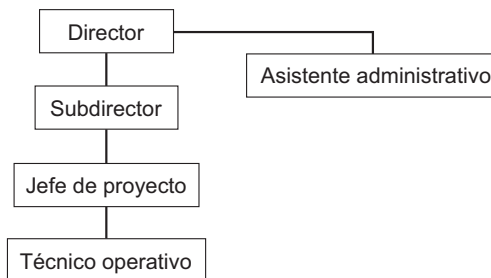 Director
Asistente administrativo
Subdirector
Jefe de proyecto
Técnico operativo